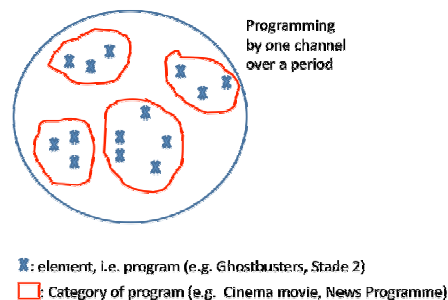 Programming
by one channel
over a period
: element, i.e. program (e.g. Ghostbusters, Stade 2)
: Category of program (e.g. Cinema movie, News Programme)